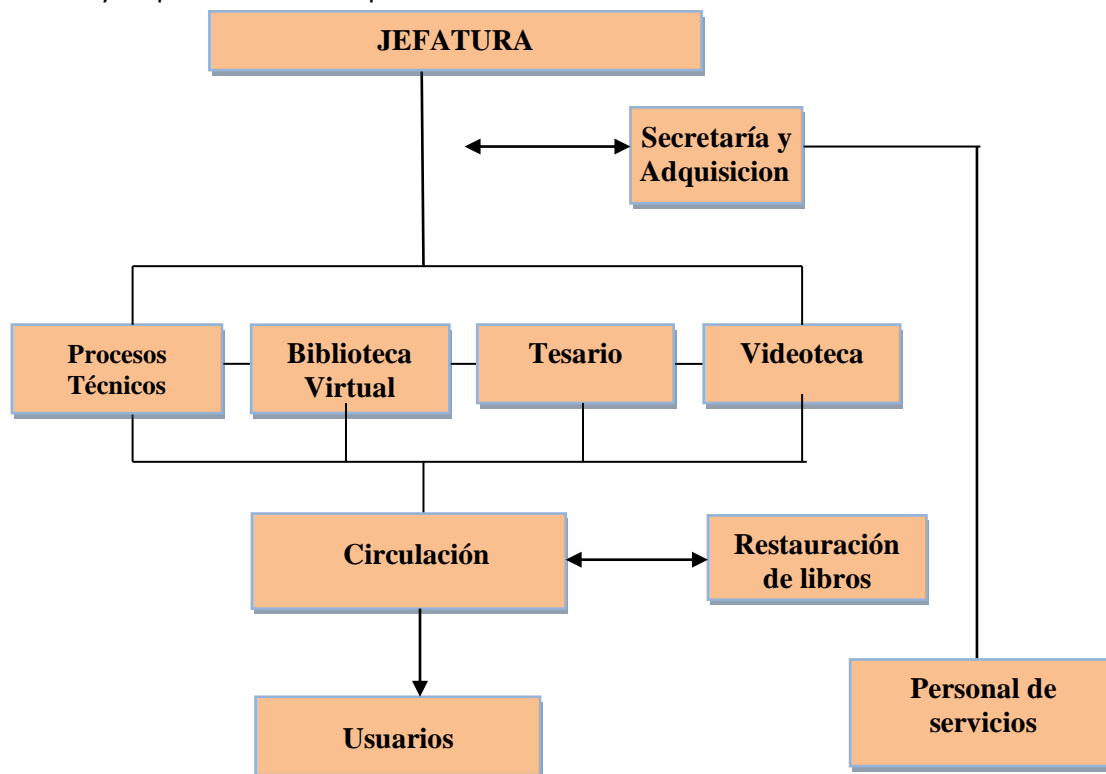 JEFATURA
Secretaría y
Adquisicion
Procesos
Técnicos
Biblioteca
Virtual
Tesario
Videoteca
Circulación
Restauración
de libros
Usuarios
Personal de
servicios